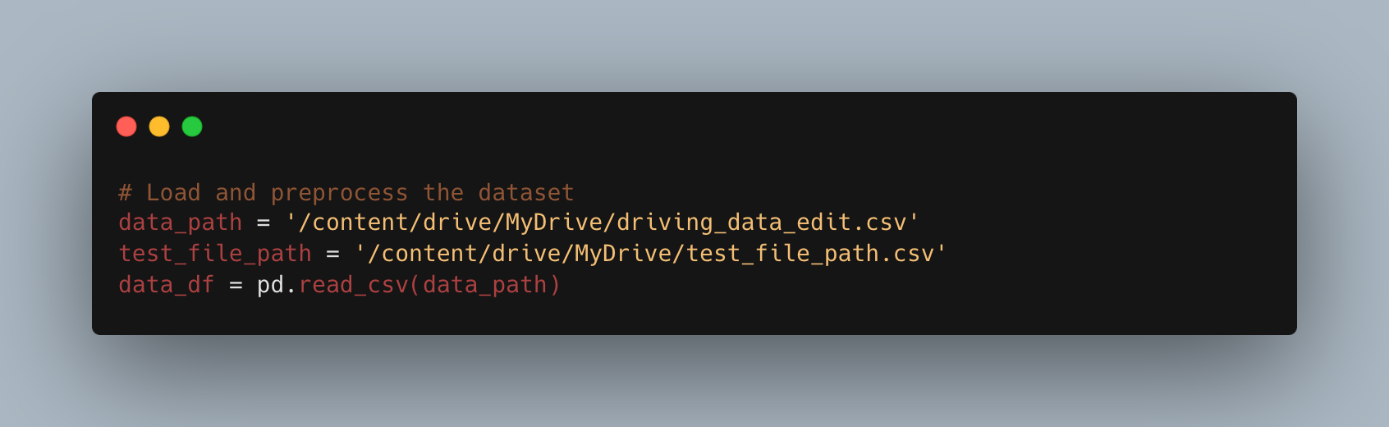 # Load and preprocess the dataset
data_path = '/content/drive/MyDrive/driving_data_edit.csv'
test_file_path = '/content/drive/MyDrive/test_file_path.csv'
data_df = pd.read_csv(data_path)